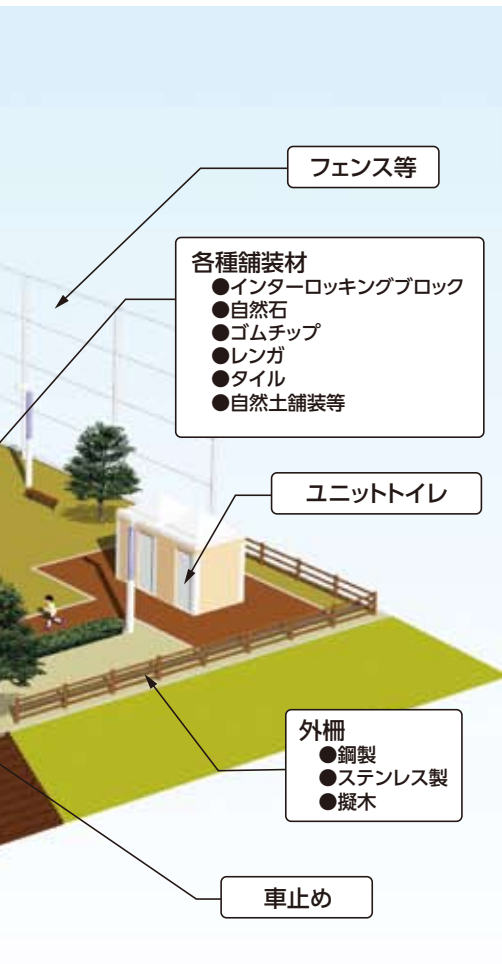 フェンス等
各種舗装材
●インターロッキングブロック
●自然石
●ゴムチップ
●レンガ
●タイル
●自然土舗装等
ユニットトイレ
外柵
●鋼製
●ステンレス製
●擬木
車止め